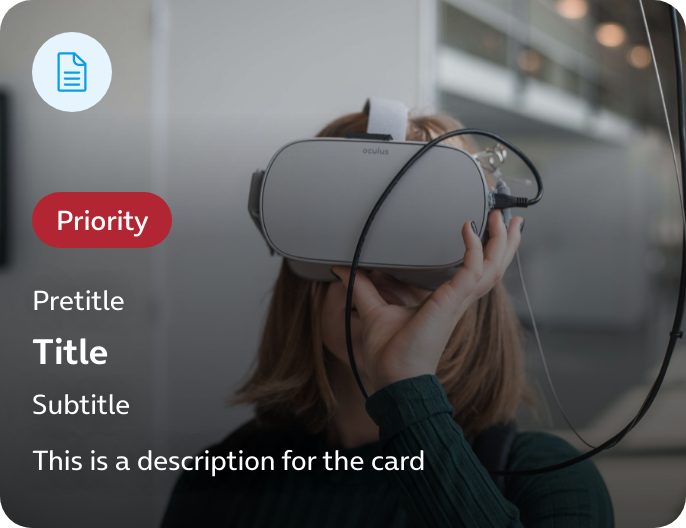 oculus
Priority
Pretitle
Title
Subtitle
This is a description for the card